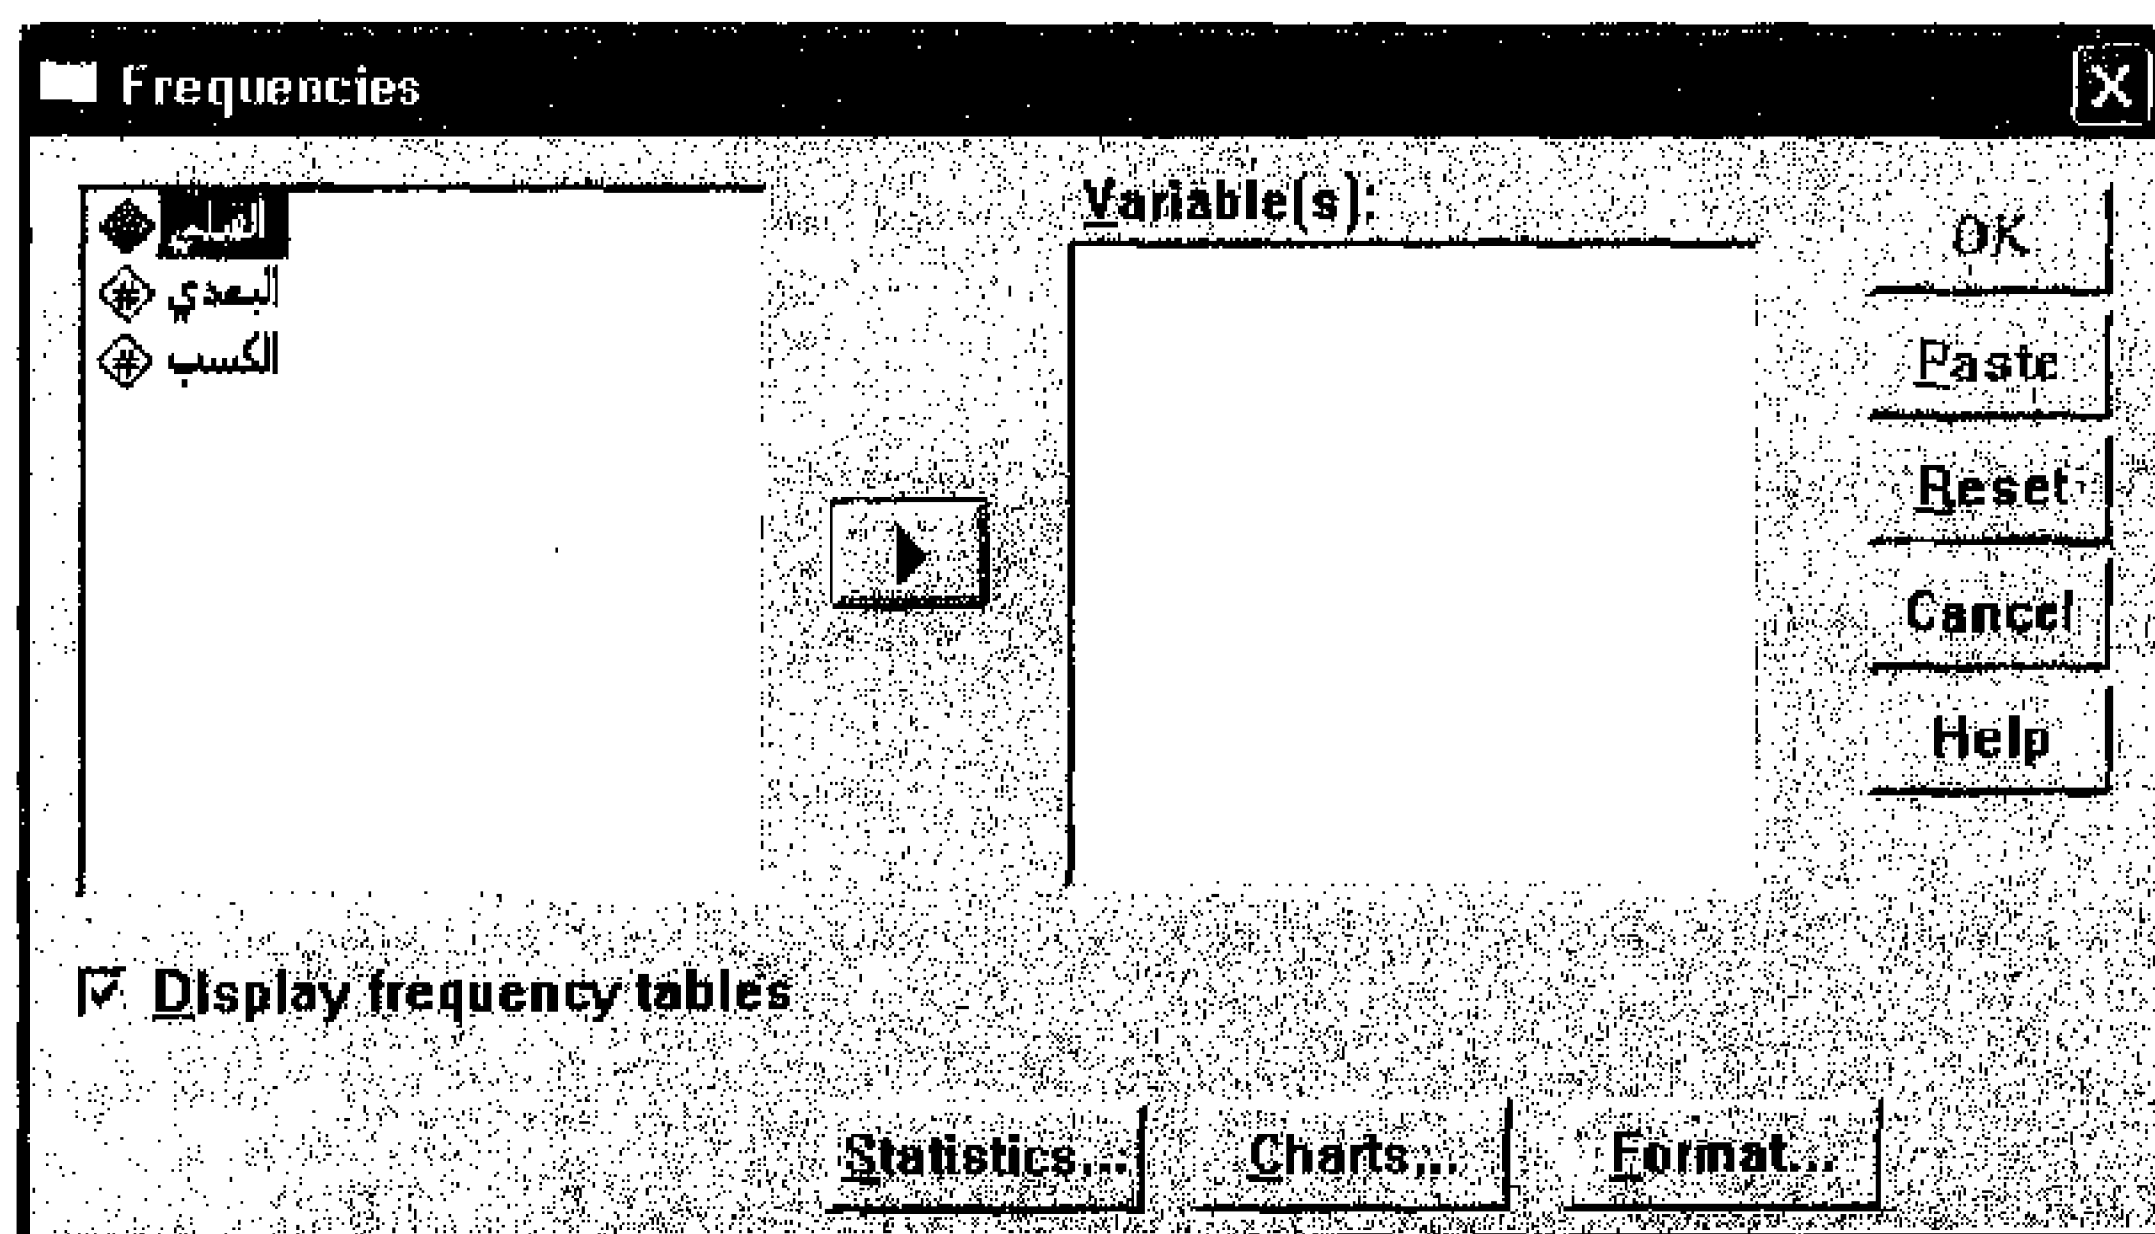 Frequencies
Variable(s):
القبلي
البعدي
الكسب
OK
Paste
Reset
Cancel
Help
Display frequency tables
Statistics...
Charts...
Format...